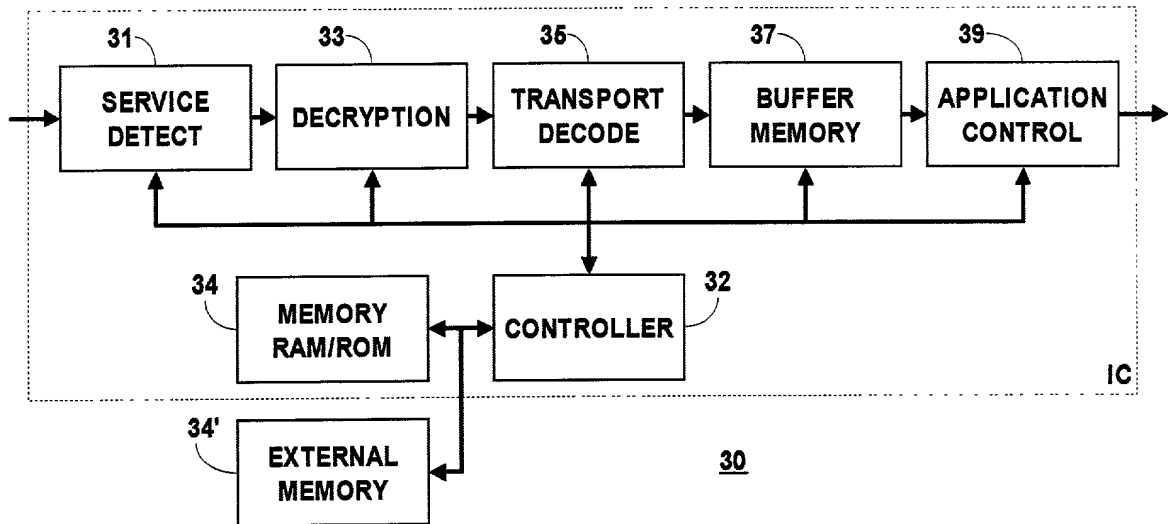 31
33
35
37
39
SERVICE
DETECT
DECRYPTION
TRANSPORT
DECODE
BUFFER
MEMORY
APPLICATION
CONTROL
34
MEMORY
RAM/ROM
CONTROLLER
32
IC
34'
EXTERNAL
MEMORY
30